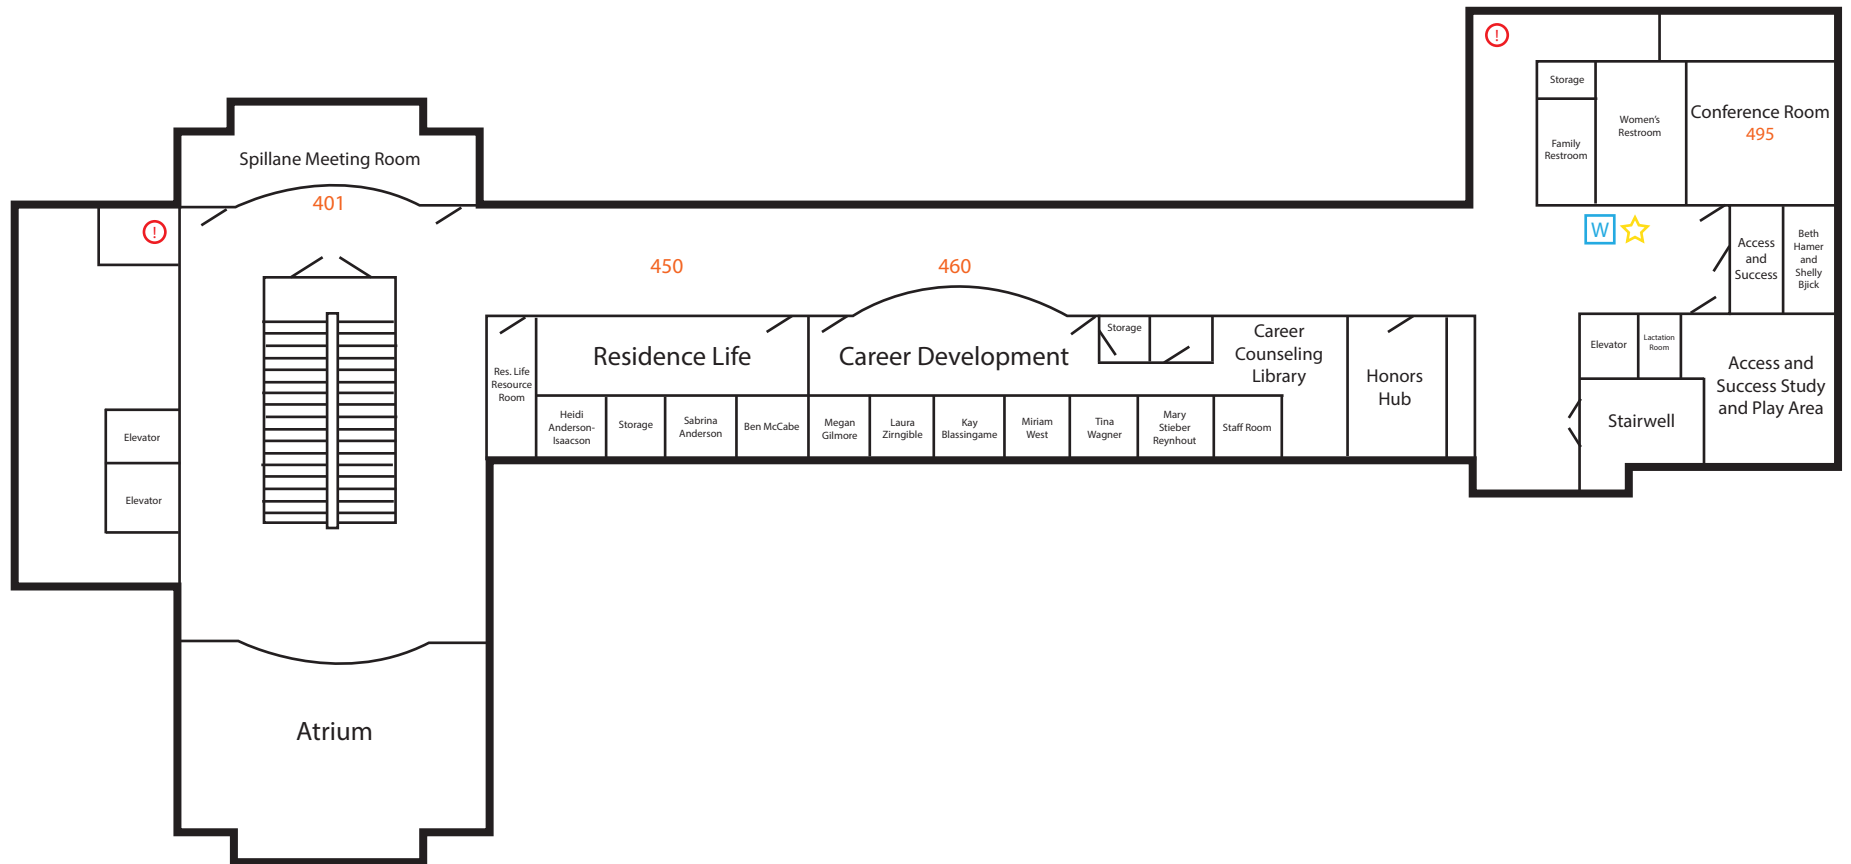 !
Storage
Women's
Restroom
Conference Room
495
Family
Restroom
Spillane Meeting Room
401
!
W
Access
and
Success
Beth
Hamer
and
Shelly
Bjick
450
460
Res. Life
Resource
Room
Residence Life
Career Development
Storage
Career
Counseling
Library
Honors
Hub
Elevator
Lactation
Room
Access and
Success Study
and Play Area
Stairwell
Heidi
Anderson-
Isaacson
Storage
Sabrina
Anderson
Ben McCabe
Megan
Gilmore
Laura
Zirngible
Kay
Blassingame
Miriam
West
Tina
Wagner
Mary
Stieber
Reynhout
Staff Room
Elevator
Elevator
Atrium